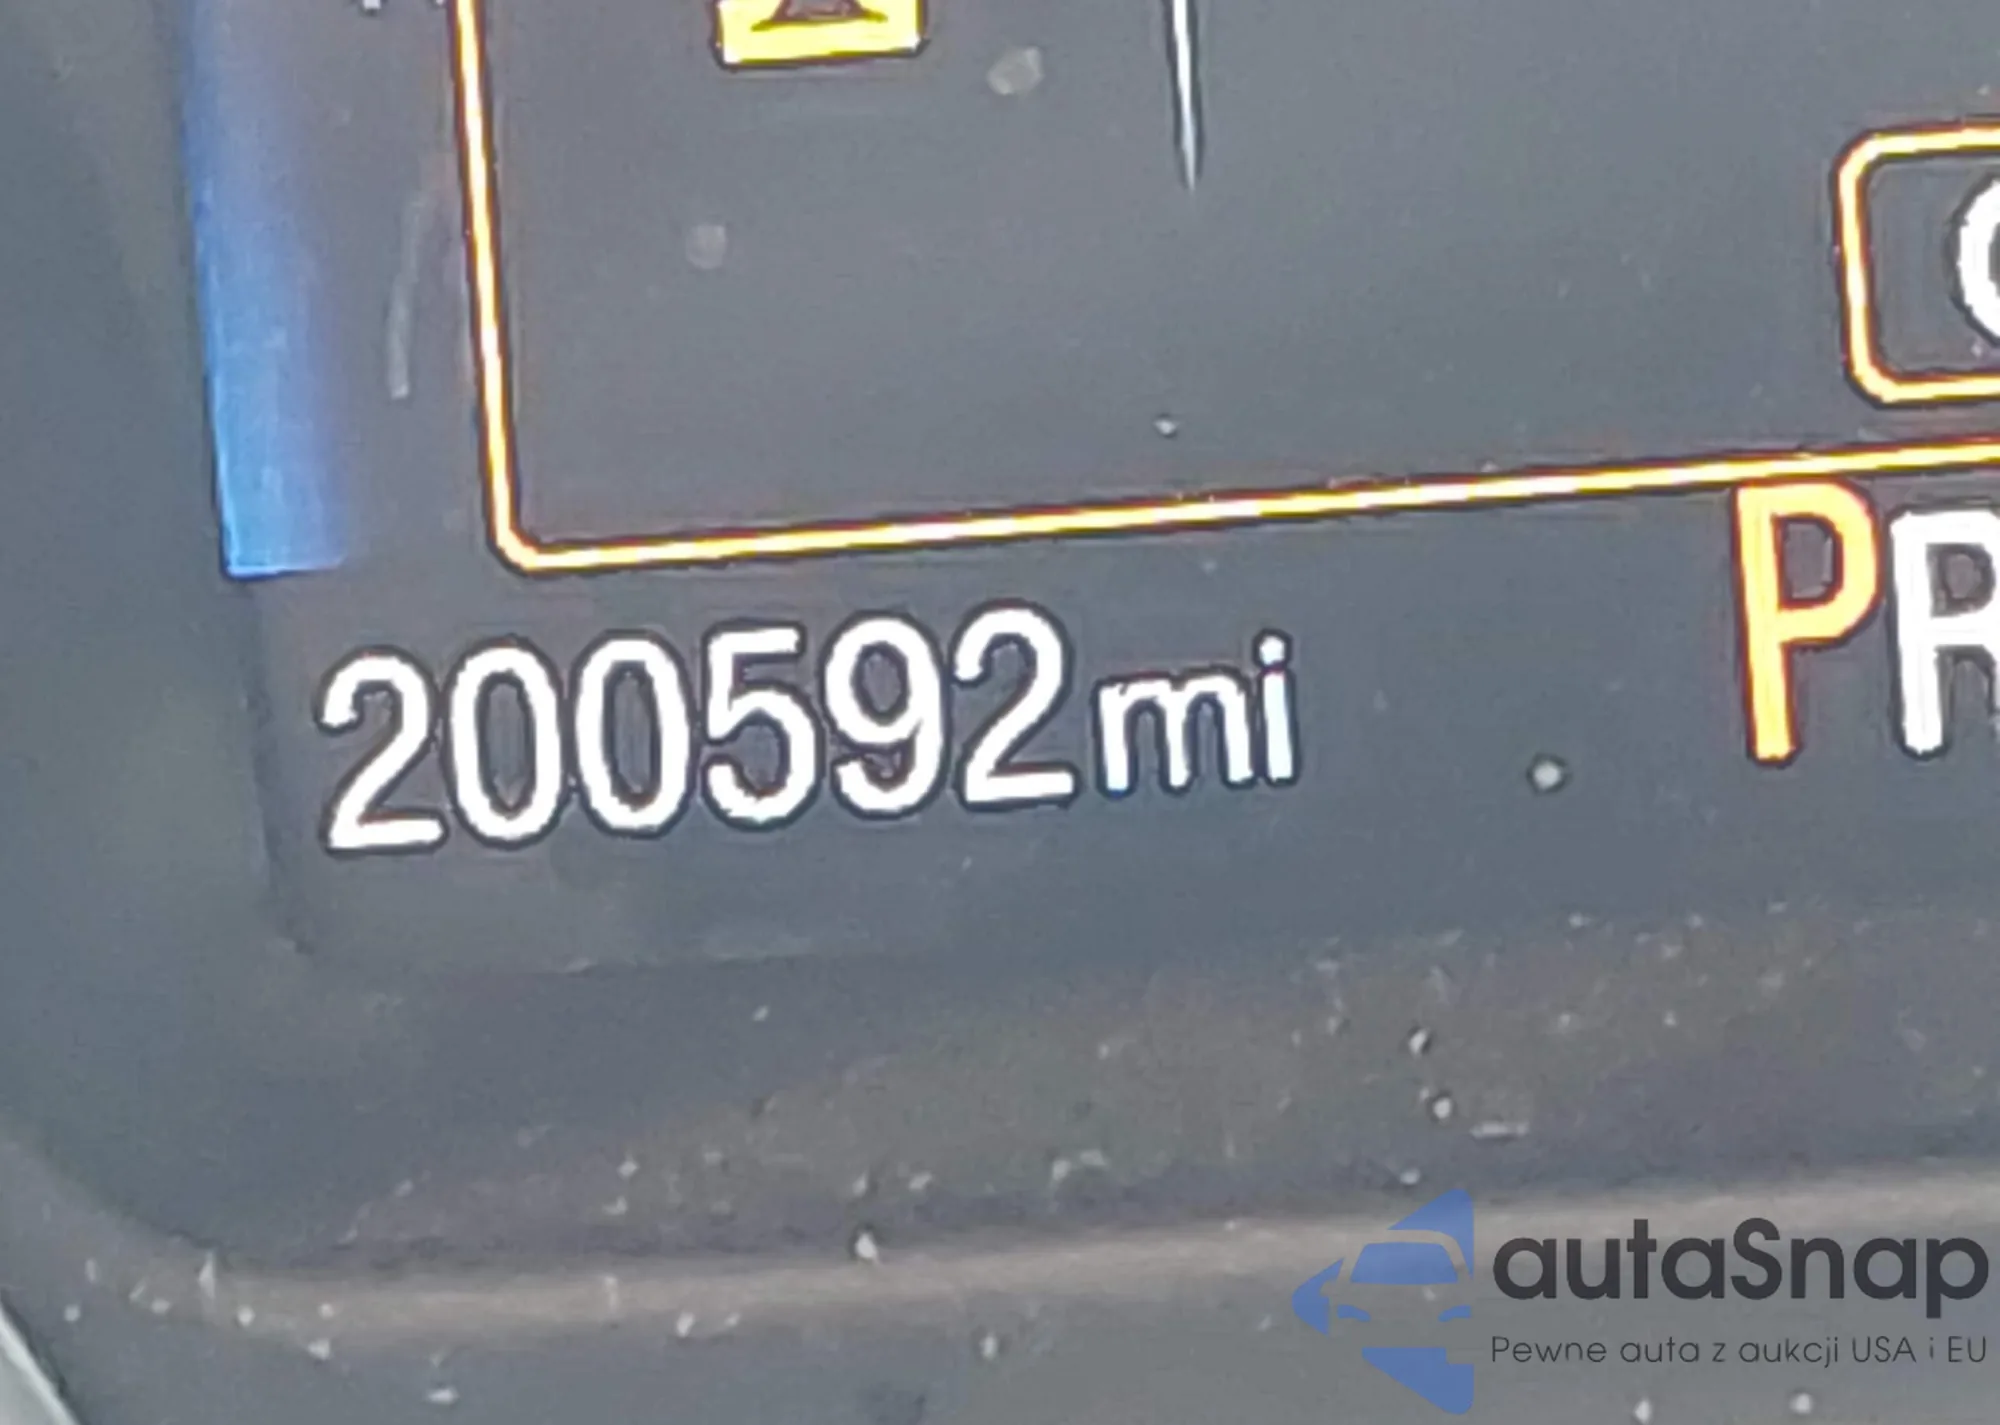 PR
200592mi
autaSnap
Pewne auta z aukcji USA i EU